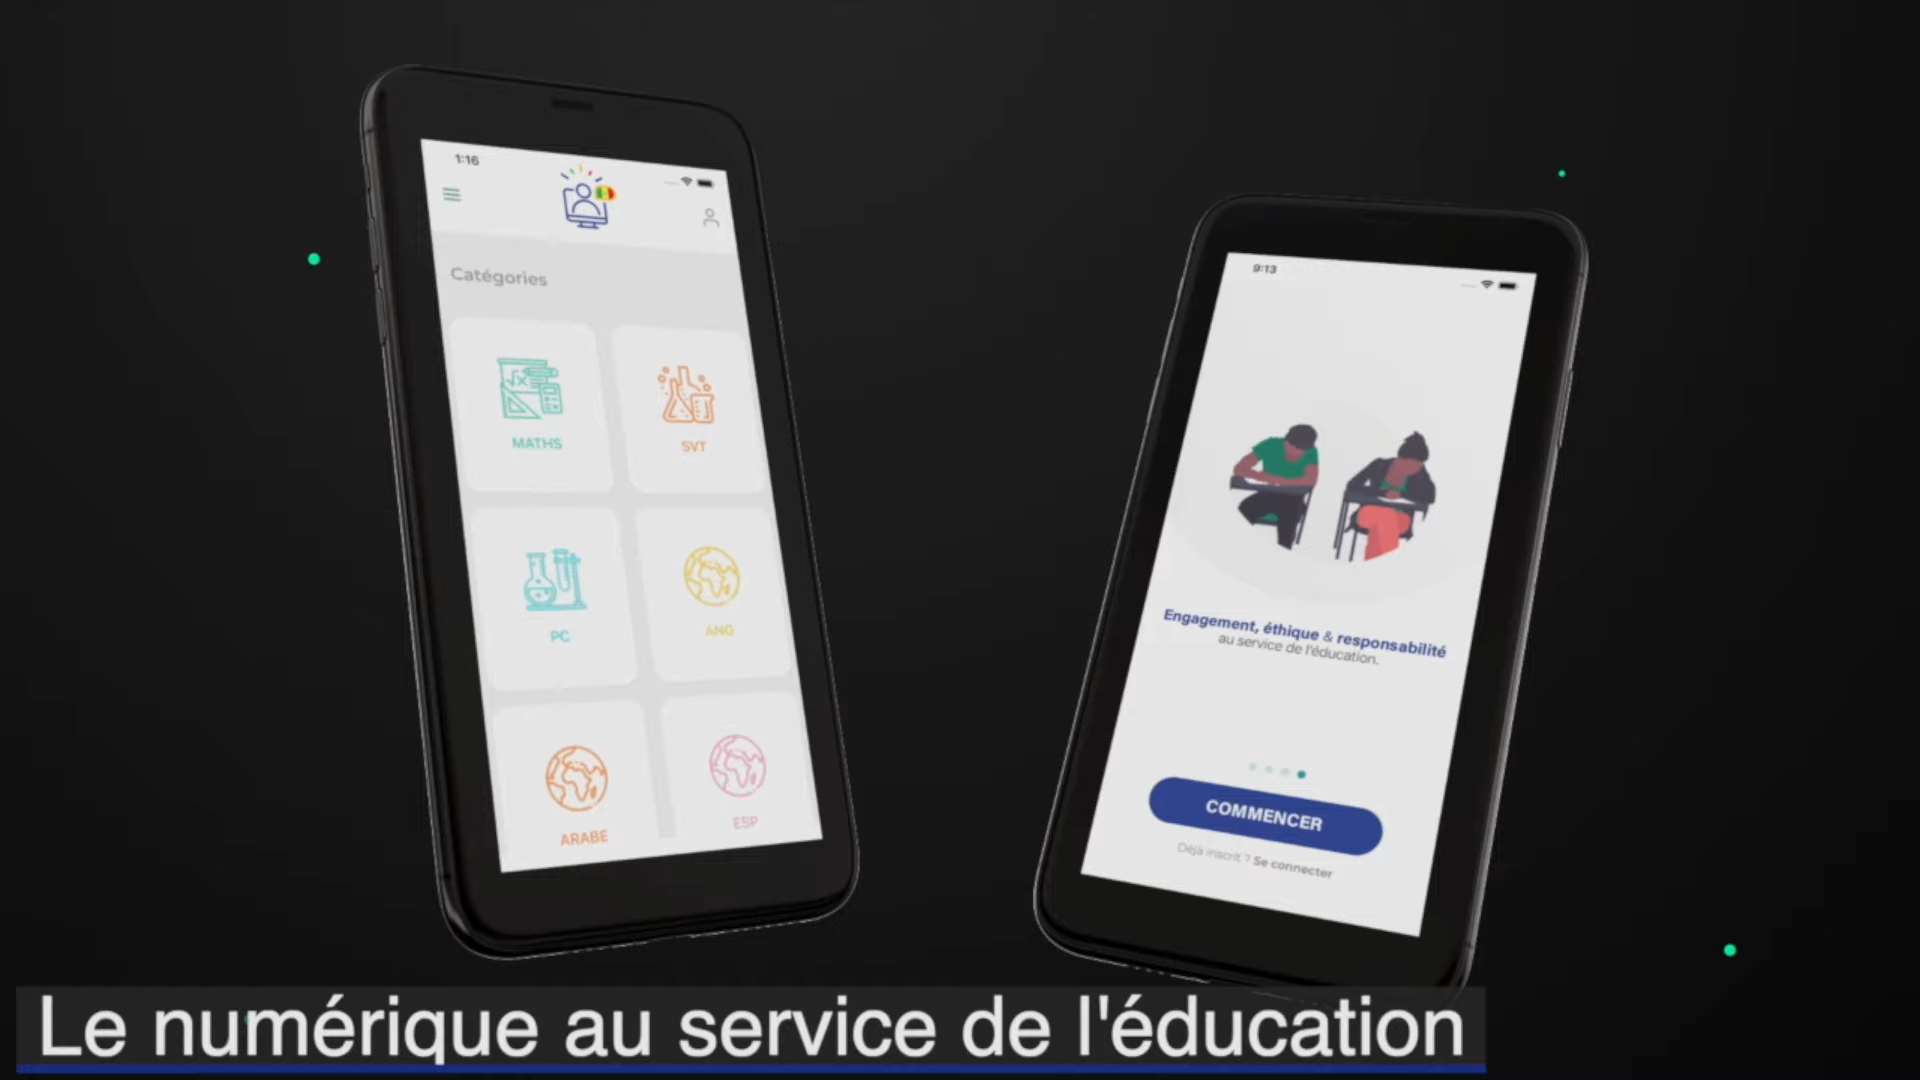 1:16
Catégories
MATHS
SVT
PC
ANG
ARABE
ESP
9:13
Engagement, éthique & responsabilité
au service de l'éducation.
COMMENCER
Déjà inscrit ? Se connecter
Le numérique au service de l'éducation